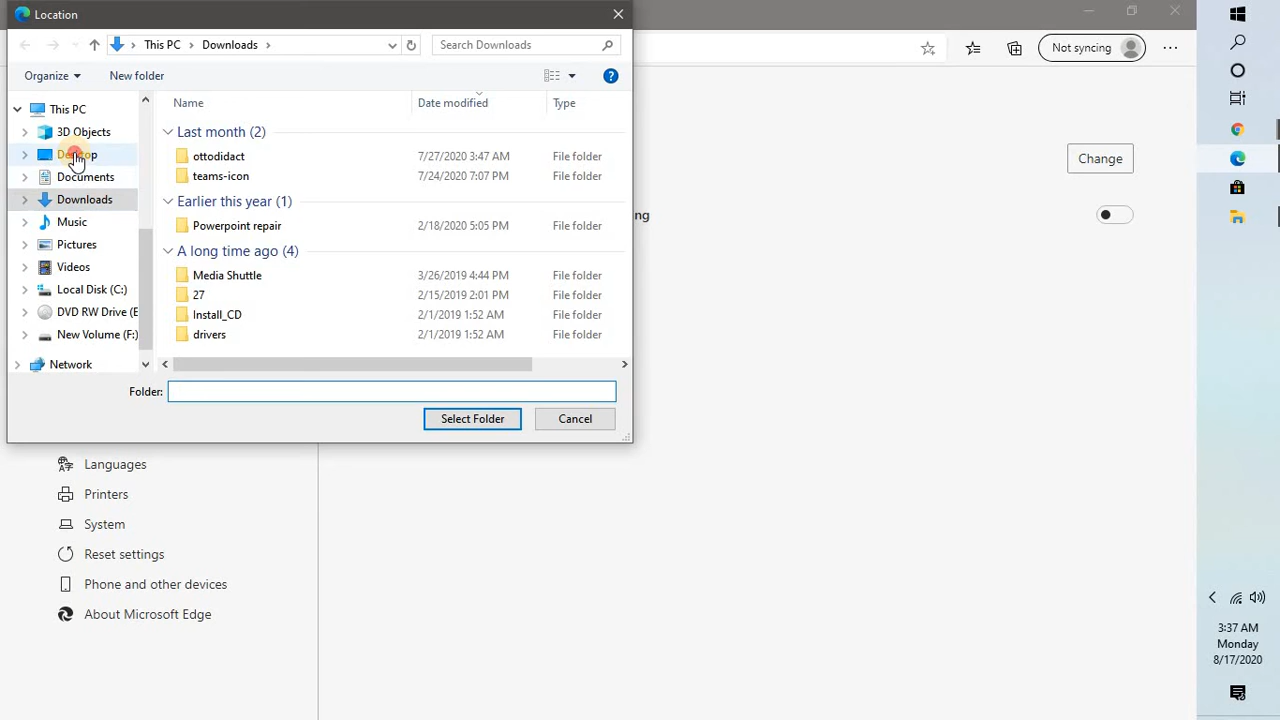 Location
This PC > Downloads >
Search Downloads
Not syncing
Organize
New folder
Name
Date modified
Type
This PC
3D Objects
Desktop
Documents
Downloads
Music
Pictures
Videos
Local Disk (C:)
DVD RW Drive (E
New Volume (F:)
Network
Last month (2)
ottodidact 7/27/2020 3:47 AM File folder
teams-icon 7/24/2020 7:07 PM File folder
Earlier this year (1)
Powerpoint repair 2/18/2020 5:05 PM File folder
A long time ago (4)
Media Shuttle 3/26/2019 4:44 PM File folder
27 2/15/2019 2:01 PM File folder
Install_CD 2/1/2019 1:52 AM File folder
drivers 2/1/2019 1:52 AM File folder
Folder:
Select Folder
Cancel
Change
ng
Languages
Printers
System
Reset settings
Phone and other devices
About Microsoft Edge
3:37 AM
Monday
8/17/2020